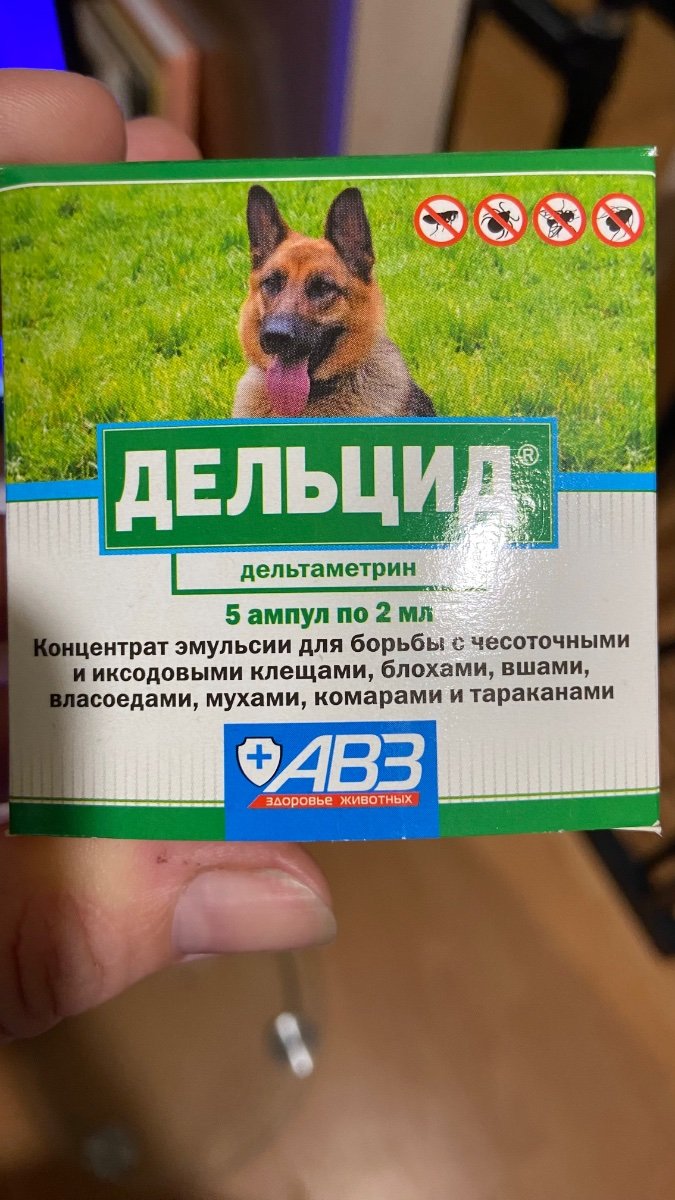 ДЕЛЬЦИД®
дельтаметрин
5 ампул по 2 мл
Концентрат эмульсии для борьбы с чесоточными
и иксодовыми клещами, блохами, вшами,
власоедами, мухами, комарами и тараканами
АВЗ
здоровье животных